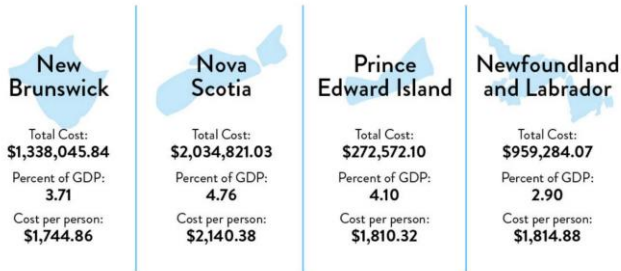 New
Brunswick
Total Cost:
$1,338,045.84
Percent of GDP:
3.71
Cost per person:
$1,744.86
Nova
Scotia
Total Cost:
$2,034,821.03
Percent of GDP:
4.76
Cost per person:
$2,140.38
Prince
Edward Island
Total Cost:
$272,572.10
Percent of GDP:
4.10
Cost per person:
$1,810.32
Newfoundland
and Labrador
Total Cost:
$959,284.07
Percent of GDP:
2.90
Cost per person:
$1,814.88